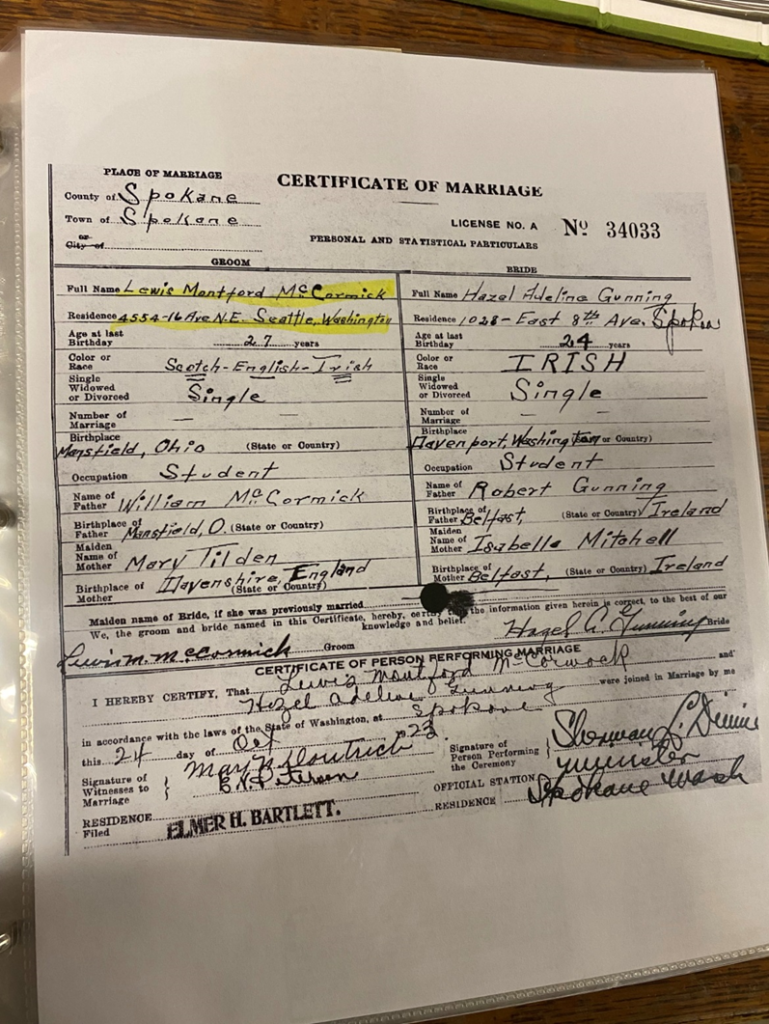 PLACE OF MARRIAGE
CERTIFICATE OF MARRIAGE
County of Spokane
Town of Spokane
or
City of
LICENSE NO. A No 34033
PERSONAL AND STATISTICAL PARTICULARS
GROOM
BRIDE
Full Name Lewis Montford McCormick
Full Name Hazel Adeline Gunning
Residence 4554-16 Ave N.E. Seattle, Washington
Residence 1028-East 8th Ave. Spokane
Age at last Birthday 27 years
Age at last Birthday 24 years
Color or Race Scotch-English-Irish
Color or Race IRISH
Single Widowed or Divorced Single
Single Widowed or Divorced Single
Number of Marriage — —
Number of Marriage — —
Birthplace Mansfield, Ohio (State or Country)
Birthplace Davenport, Washington or Country)
Occupation Student
Occupation Student
Name of Father William McCormick
Name of Father Robert Gunning
Birthplace of Father Mansfield, O. (State or Country)
Birthplace of Father Belfast, (State or Country) Ireland
Maiden Name of Mother Mary Tilden
Maiden Name of Mother Isabelle Mitchell
Birthplace of Mother Davenshire, England (State or Country)
Birthplace of Mother Belfast, (State or Country) Ireland
Maiden name of Bride, if she was previously married
We, the groom and bride named in this Certificate, hereby, the information given herein is correct, to the best of our
knowledge and belief.
Lewis M. McCormick Groom
Hazel A. Gunning Bride
CERTIFICATE OF PERSON PERFORMING MARRIAGE
I HEREBY CERTIFY, That Lewis Montford McCormack and
Hazel Adeline Gunning were joined in Marriage by me
in accordance with the laws of the State of Washington, at Spokane
this 24 day of Oct 23
Signature of Witnesses to Marriage
Signature of Person Performing the Ceremony Sherman L.
OFFICIAL STATION Minister
RESIDENCE
RESIDENCE Spokane Wash
Filed ELMER H. BARTLETT.